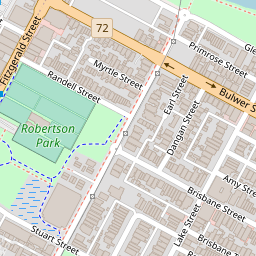 Fitzgerald Street
72
Primrose Street
Gle
Myrtle Street
Randell Street
Bulwer S
Earl Street
Dangan Street
Robertson
Park
Amy Stre
Brisbane Street
Lake Street
Stuart Street
Brisbane